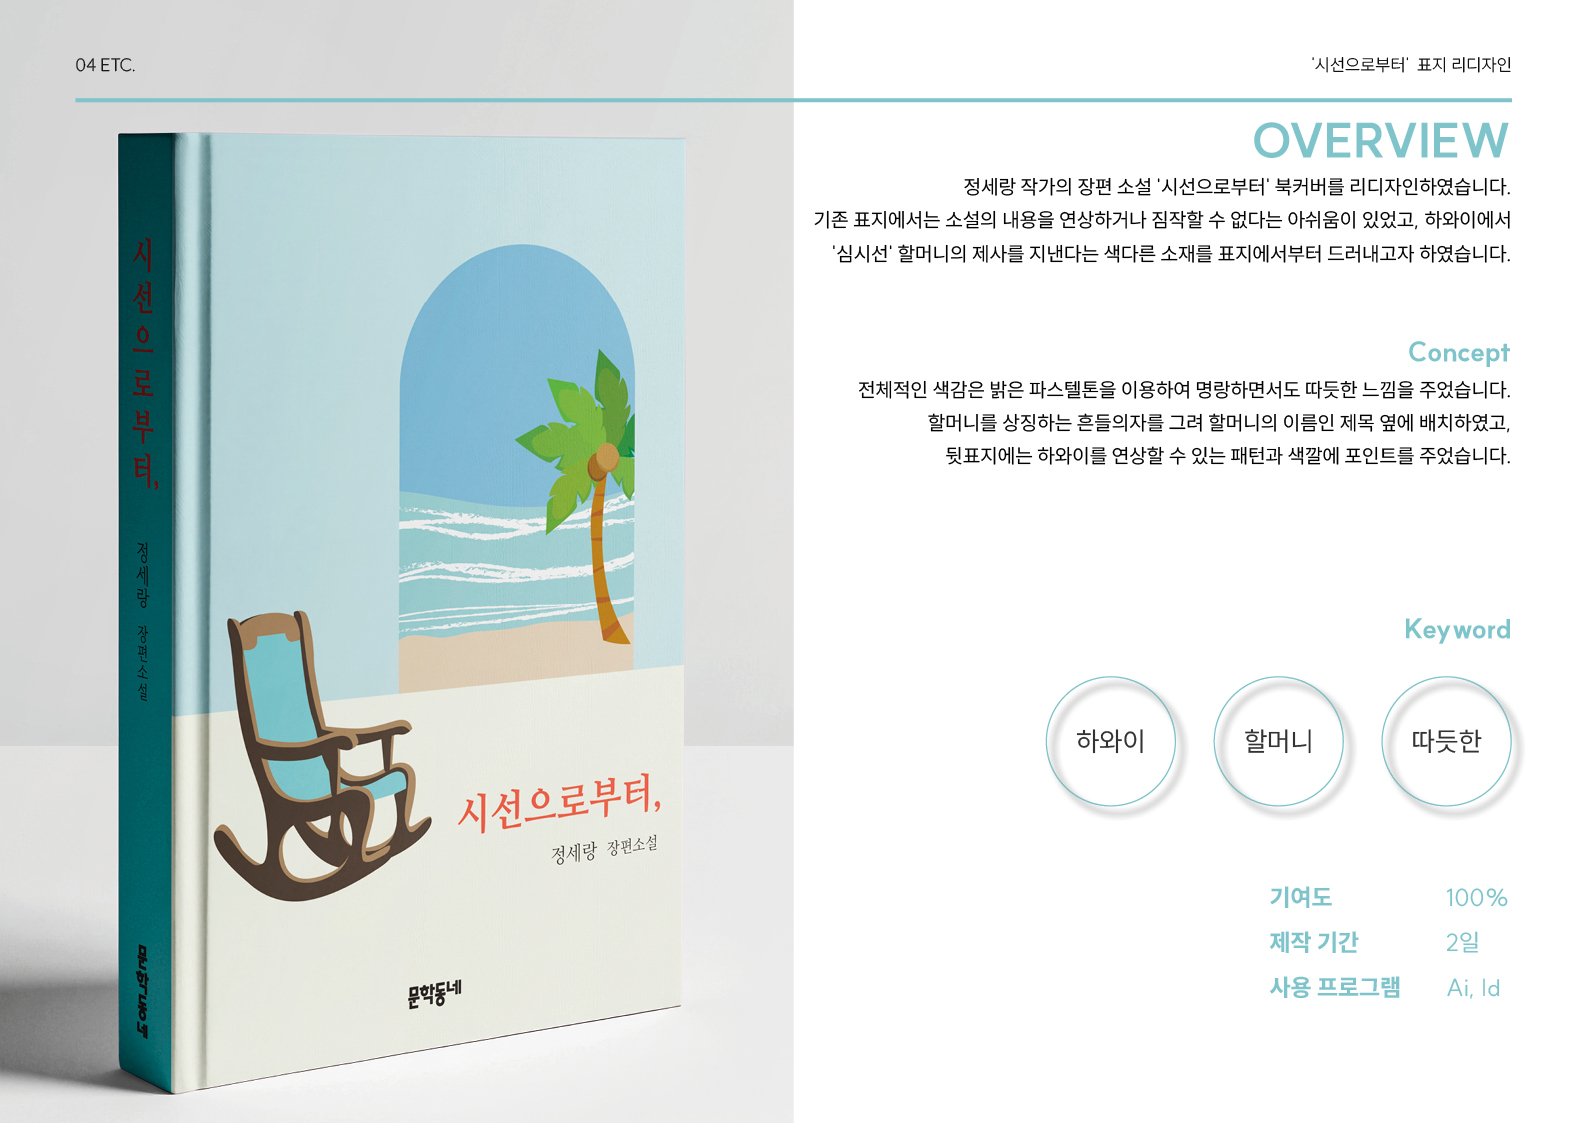 04 ETC.
'시선으로부터' 표지 리디자인
시선으로부터,
정세랑 장편소설
문학동네
시선으로부터,
정세랑 장편소설
문학동네
OVERVIEW
정세랑 작가의 장편 소설 '시선으로부터' 북커버를 리디자인하였습니다.
기존 표지에서는 소설의 내용을 연상하거나 짐작할 수 없다는 아쉬움이 있었고, 하와이에서
'심시선' 할머니의 제사를 지낸다는 색다른 소재를 표지에서부터 드러내고자 하였습니다.
Concept
전체적인 색감은 밝은 파스텔톤을 이용하여 명랑하면서도 따듯한 느낌을 주었습니다.
할머니를 상징하는 흔들의자를 그려 할머니의 이름인 제목 옆에 배치하였고,
뒷표지에는 하와이를 연상할 수 있는 패턴과 색깔에 포인트를 주었습니다.
Keyword
하와이
할머니
따듯한
기여도 100%
제작 기간 2일
사용 프로그램 Ai, Id